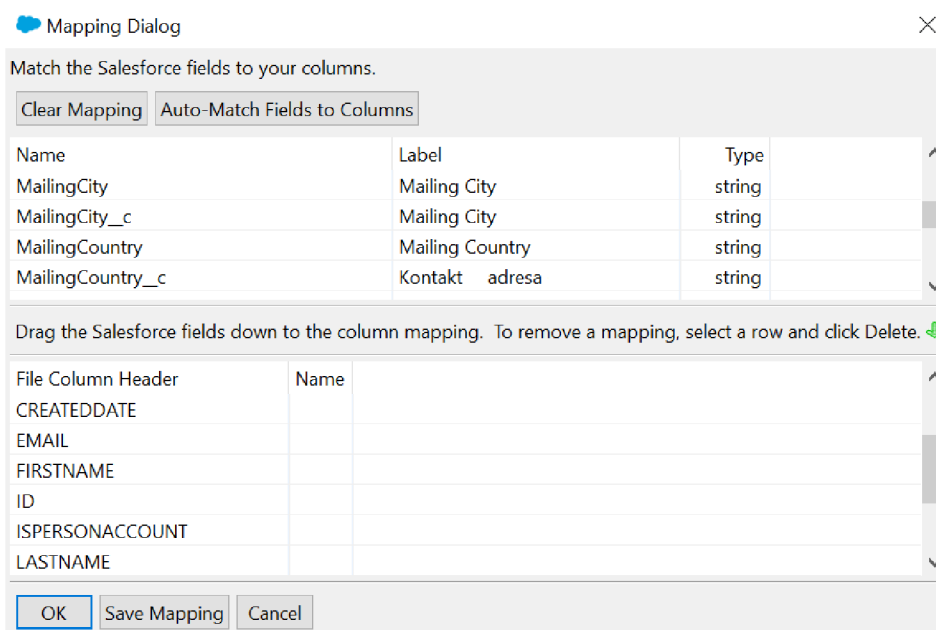 Mapping Dialog
Match the Salesforce fields to your columns.
Clear Mapping Auto-Match Fields to Columns
Name Label Type
MailingCity Mailing City string
MailingCity__c Mailing City string
MailingCountry Mailing Country string
MailingCountry__c Kontakt adresa string
Drag the Salesforce fields down to the column mapping. To remove a mapping, select a row and click Delete.
File Column Header Name
CREATEDDATE
EMAIL
FIRSTNAME
ID
ISPERSONACCOUNT
LASTNAME
OK Save Mapping Cancel